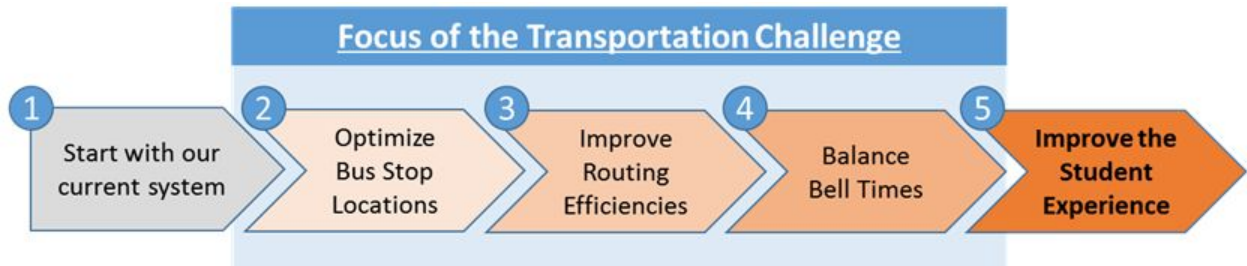 Focus of the Transportation Challenge
1
Start with our
current system
2
Optimize
Bus Stop
Locations
3
Improve
Routing
Efficiencies
4
Balance
Bell Times
5
Improve the
Student
Experience